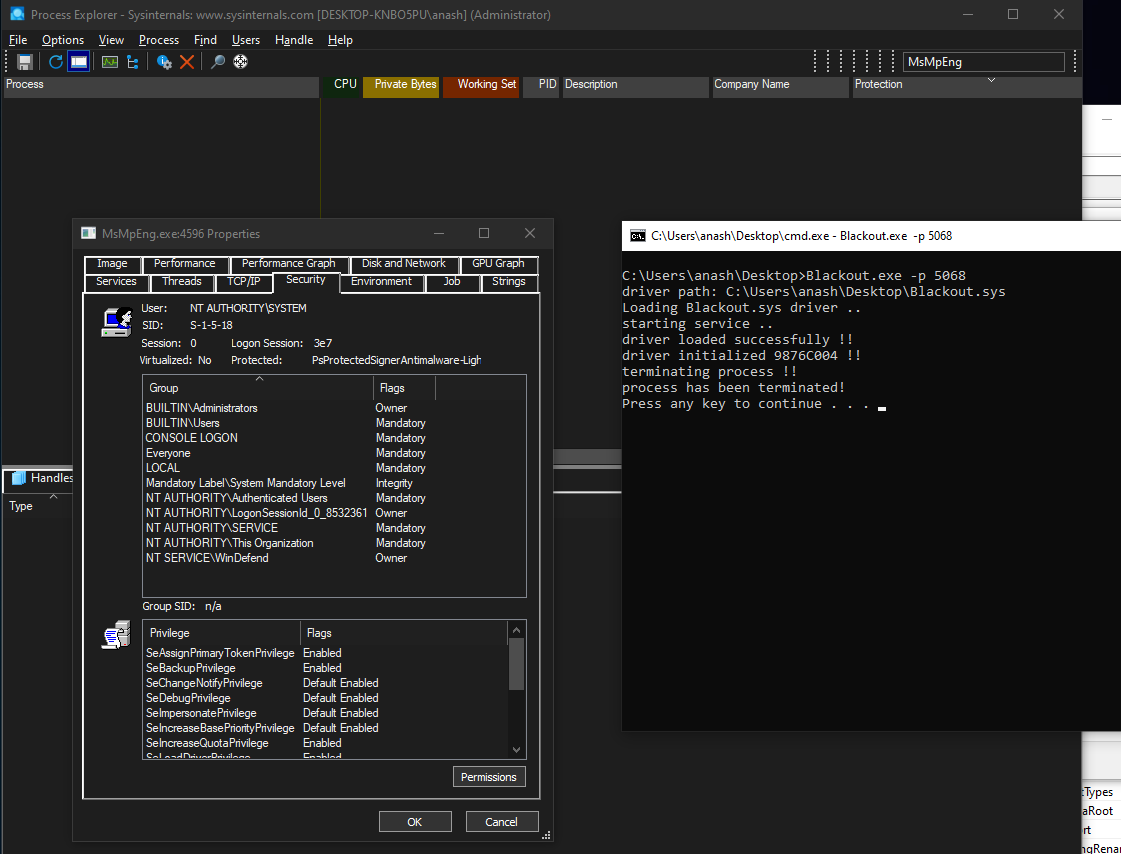 Process Explorer - Sysinternals: www.sysinternals.com [DESKTOP-KNBO5PU\anash] (Administrator)
File Options View Process Find Users Handle Help
MsMpEng
Process CPU Private Bytes Working Set PID Description Company Name Protection
MsMpEng.exe:4596 Properties
Image Performance Performance Graph Disk and Network GPU Graph
Services Threads TCP/IP Security Environment Job Strings
User: NT AUTHORITY\SYSTEM
SID: S-1-5-18
Session: 0 Logon Session: 3e7
Virtualized: No Protected: PsProtectedSignerAntimalware-Ligh
Group Flags
BUILTIN\Administrators Owner
BUILTIN\Users Mandatory
CONSOLE LOGON Mandatory
Everyone Mandatory
LOCAL Mandatory
Mandatory Label\System Mandatory Level Integrity
NT AUTHORITY\Authenticated Users Mandatory
NT AUTHORITY\LogonSessionId_0_8532361 Owner
NT AUTHORITY\SERVICE Mandatory
NT AUTHORITY\This Organization Mandatory
NT SERVICE\WinDefend Owner
Group SID: n/a
Privilege Flags
SeAssignPrimaryTokenPrivilege Enabled
SeBackupPrivilege Enabled
SeChangeNotifyPrivilege Default Enabled
SeDebugPrivilege Default Enabled
SeImpersonatePrivilege Default Enabled
SeIncreaseBasePriorityPrivilege Default Enabled
SeIncreaseQuotaPrivilege Enabled
SeLoadDriverPrivilege Enabled
Permissions
OK Cancel
Handles
Type
C:\Users\anash\Desktop\cmd.exe - Blackout.exe -p 5068
C:\Users\anash\Desktop>Blackout.exe -p 5068
driver path: C:\Users\anash\Desktop\Blackout.sys
Loading Blackout.sys driver ..
starting service ..
driver loaded successfully !!
driver initialized 9876C004 !!
terminating process !!
process has been terminated!
Press any key to continue . . .
:Types
aRoot
rt
ngRenan